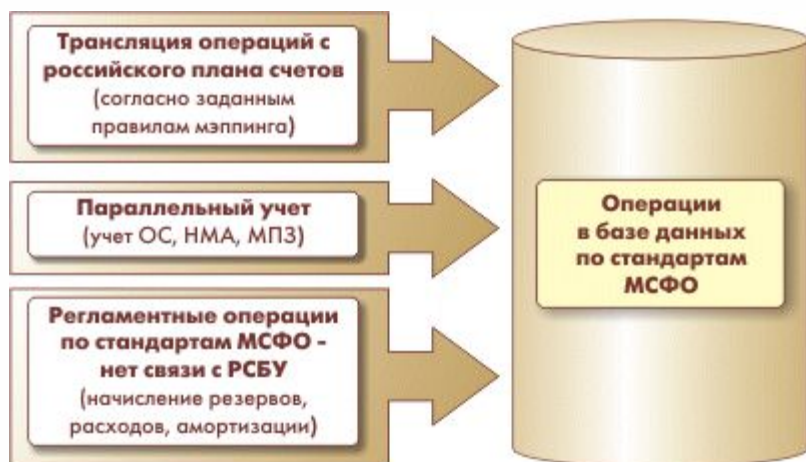 Трансляция операций с
российского плана счетов
(согласно заданным
правилам мэппинга)
Параллельный учет
(учет ОС, НМА, МПЗ)
Регламентные операции
по стандартам МСФО -
нет связи с РСБУ
(начисление резервов,
расходов, амортизации)
Операции
в базе данных
по стандартам
МСФО